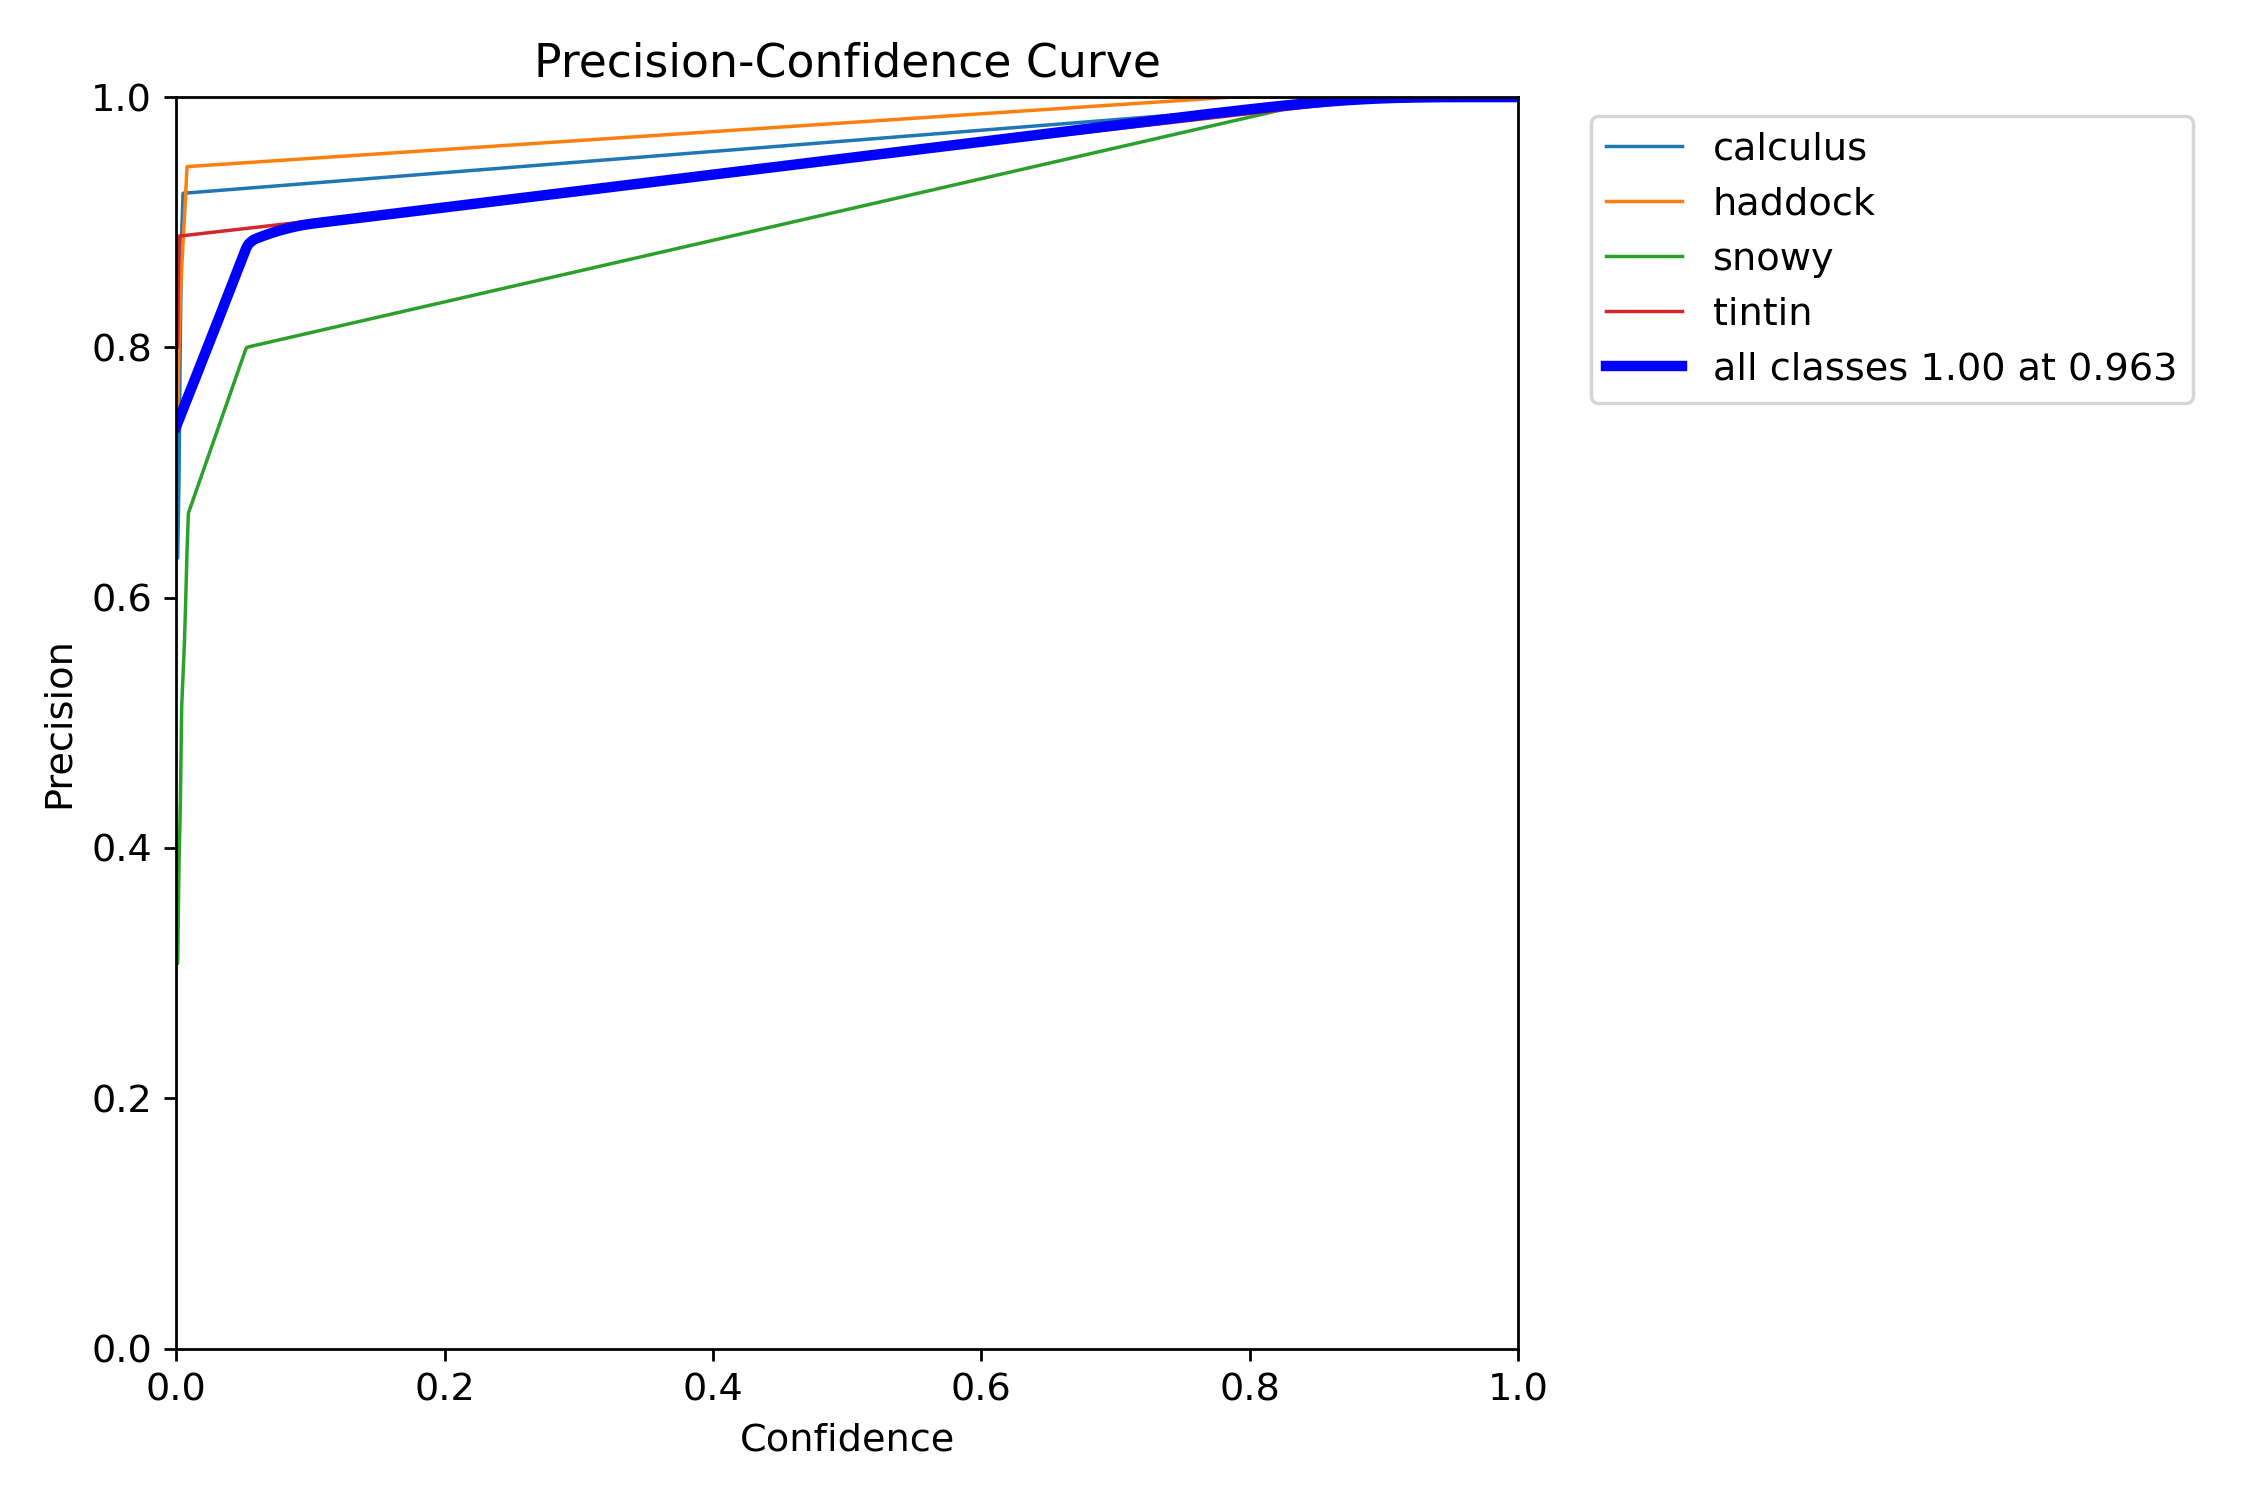 Precision-Confidence Curve
1.0
0.8
0.6
0.4
0.2
0.0
Precision
0.0 0.2 0.4 0.6 0.8 1.0
Confidence
calculus
haddock
snowy
tintin
all classes 1.00 at 0.963